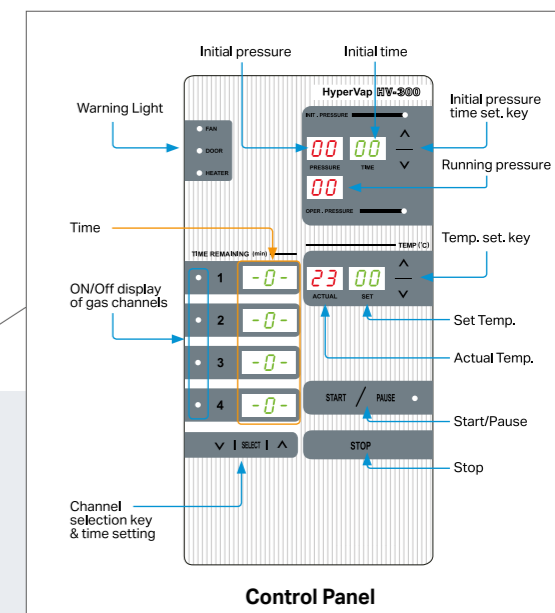 Initial pressure
Initial time
HyperVap HV-300
Warning Light
FAN
DOOR
HEATER
INIT. PRESSURE
00 00
PRESSURE TIME
00
OPER. PRESSURE
Initial pressure
time set. key
Running pressure
Time
TIME REMAINING (min)
TEMP (°C)
Temp. set. key
ON/Off display
of gas channels
1 -0-
2 -0-
3 -0-
4 -0-
23 00
ACTUAL SET
Set Temp.
Actual Temp.
START / PAUSE
Start/Pause
SELECT
STOP
Stop
Channel
selection key
& time setting
Control Panel